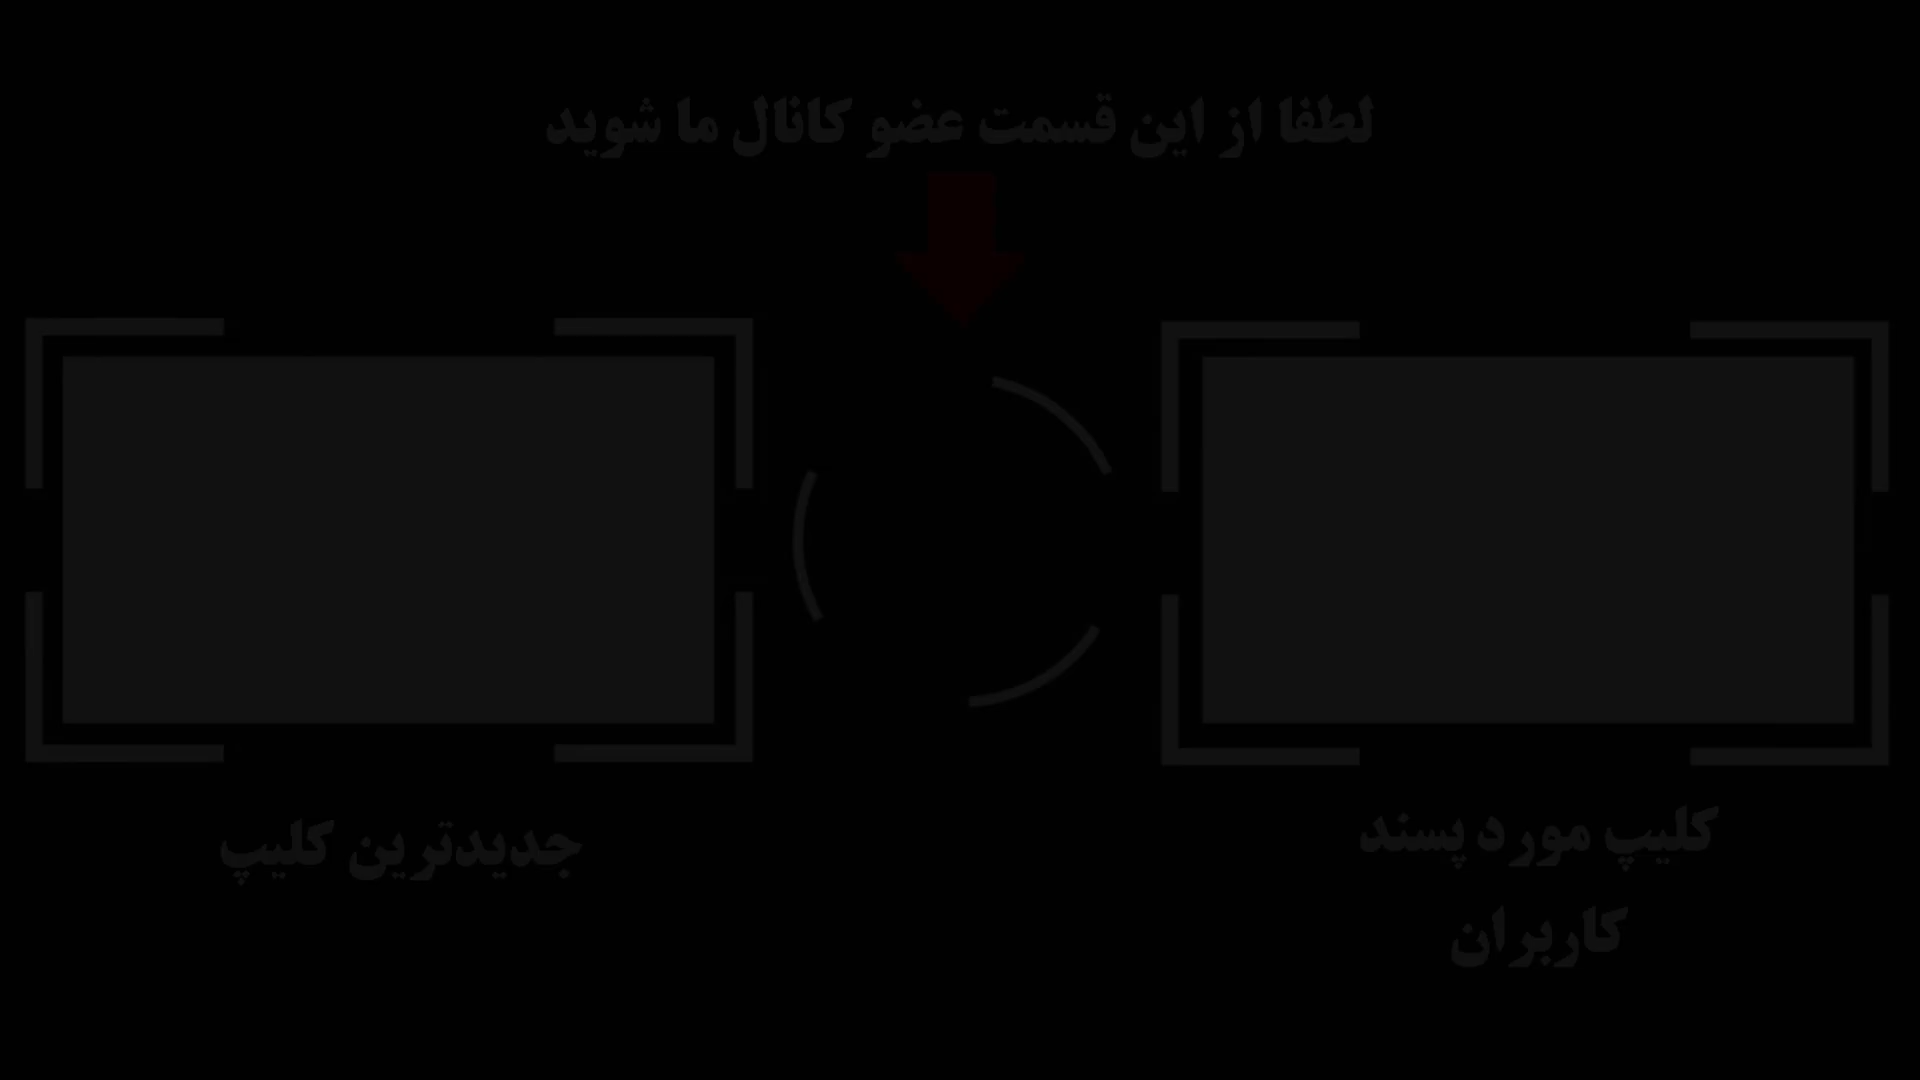 لطفا از این قسمت عضو کانال ما شوید
کلیپ مورد پسند
کاربران
جدیدترین کلیپ